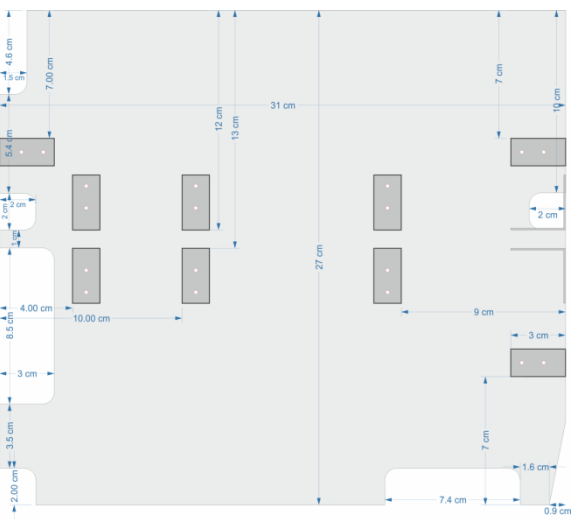 4.6 cm
1.5 cm
7.00 cm
31 cm
12 cm
13 cm
7 cm
10 cm
5.4 cm
2 cm
2 cm
1 cm
2 cm
27 cm
4.00 cm
10.00 cm
8.5 cm
9 cm
3 cm
3 cm
3.5 cm
7 cm
1.6 cm
2.00 cm
7.4 cm
0.9 cm